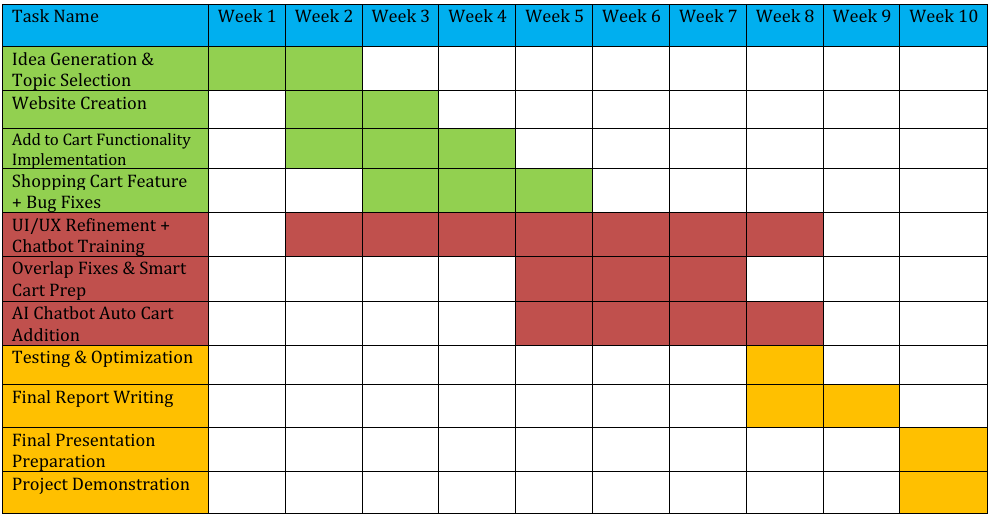 Task Name Week 1 Week 2 Week 3 Week 4 Week 5 Week 6 Week 7 Week 8 Week 9 Week 10
Idea Generation &
Topic Selection
Website Creation
Add to Cart Functionality
Implementation
Shopping Cart Feature
+ Bug Fixes
UI/UX Refinement +
Chatbot Training
Overlap Fixes & Smart
Cart Prep
AI Chatbot Auto Cart
Addition
Testing & Optimization
Final Report Writing
Final Presentation
Preparation
Project Demonstration